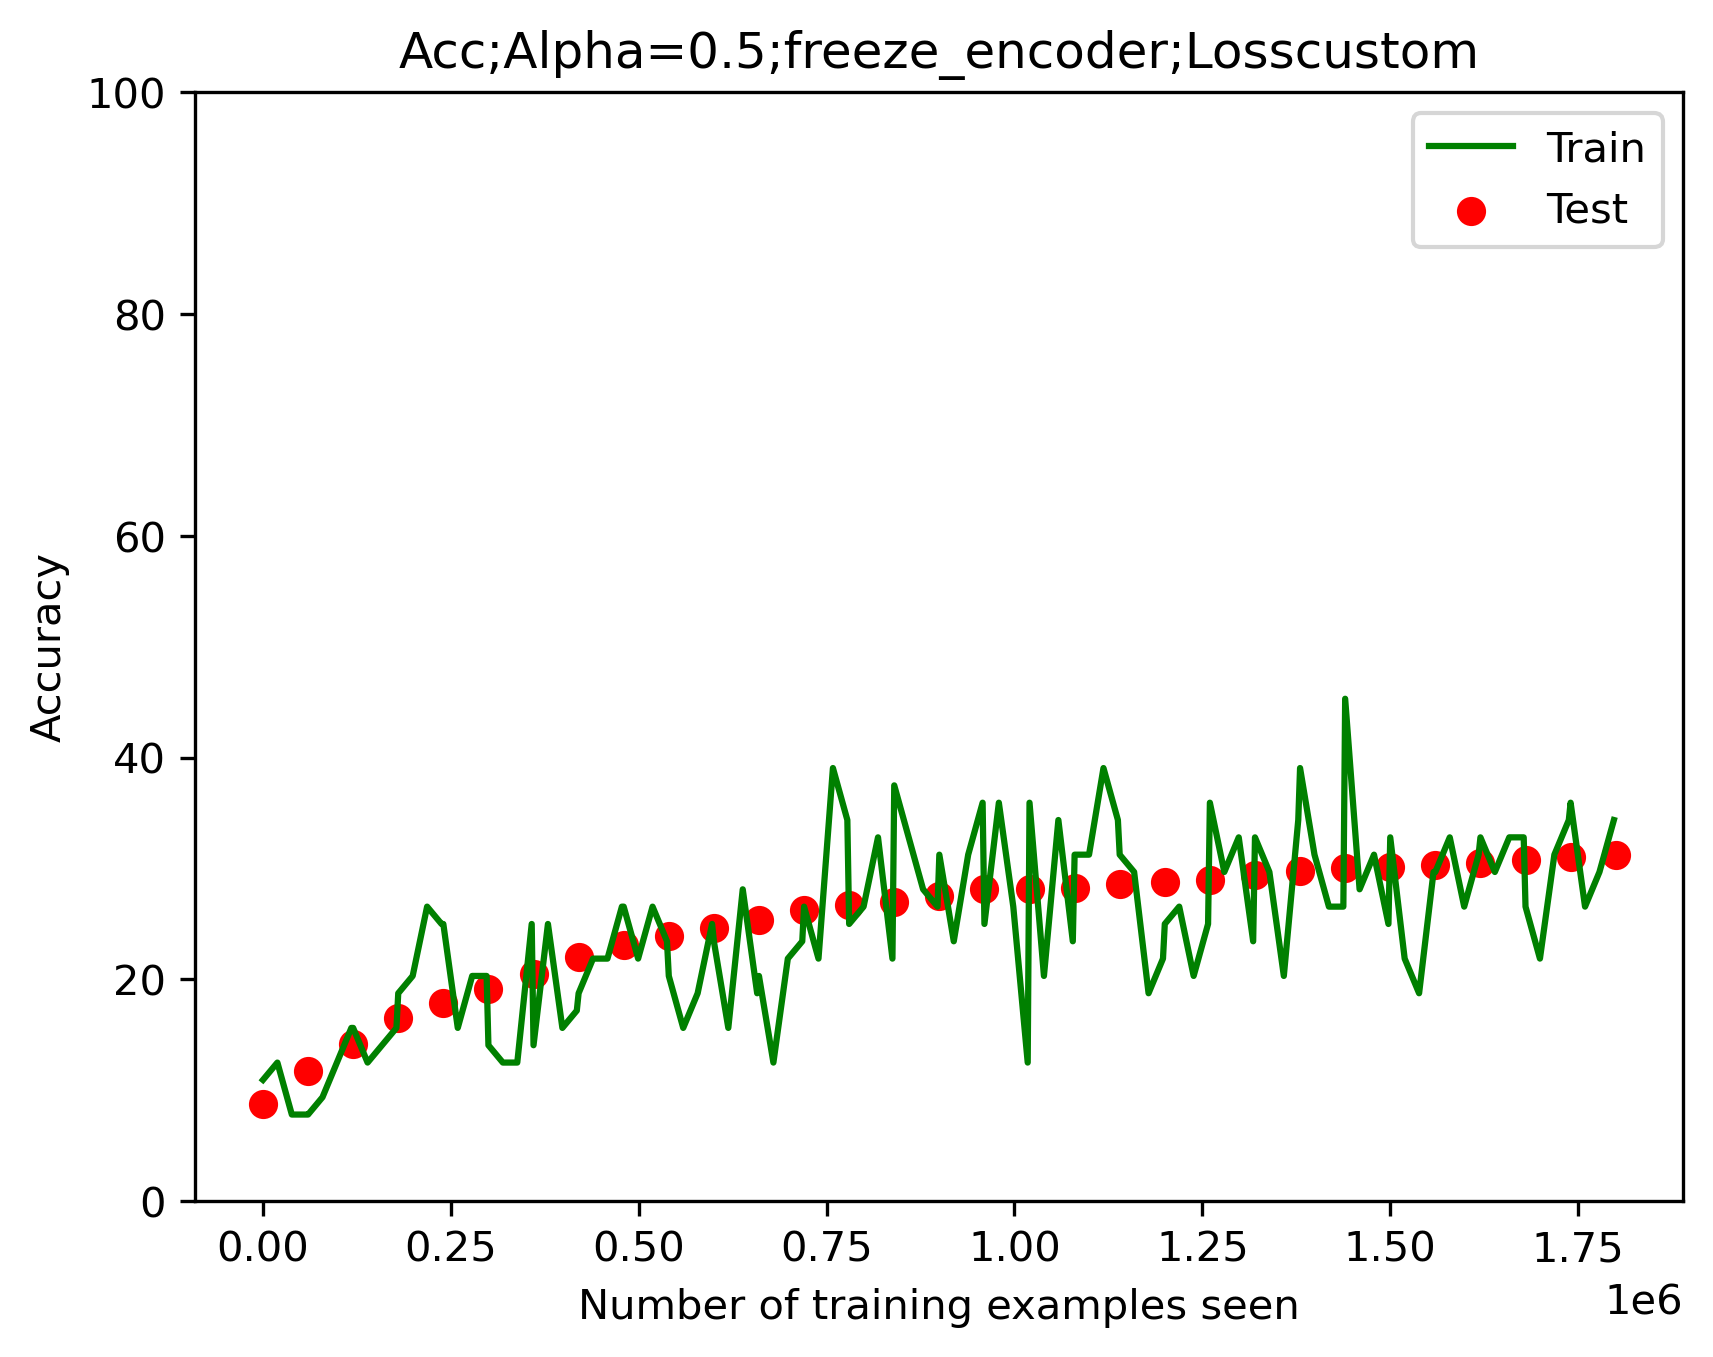 Acc;Alpha=0.5;freeze_encoder;Losscustom
100
80
60
40
20
0
Accuracy
Train
Test
0.00 0.25 0.50 0.75 1.00 1.25 1.50 1.75
1e6
Number of training examples seen